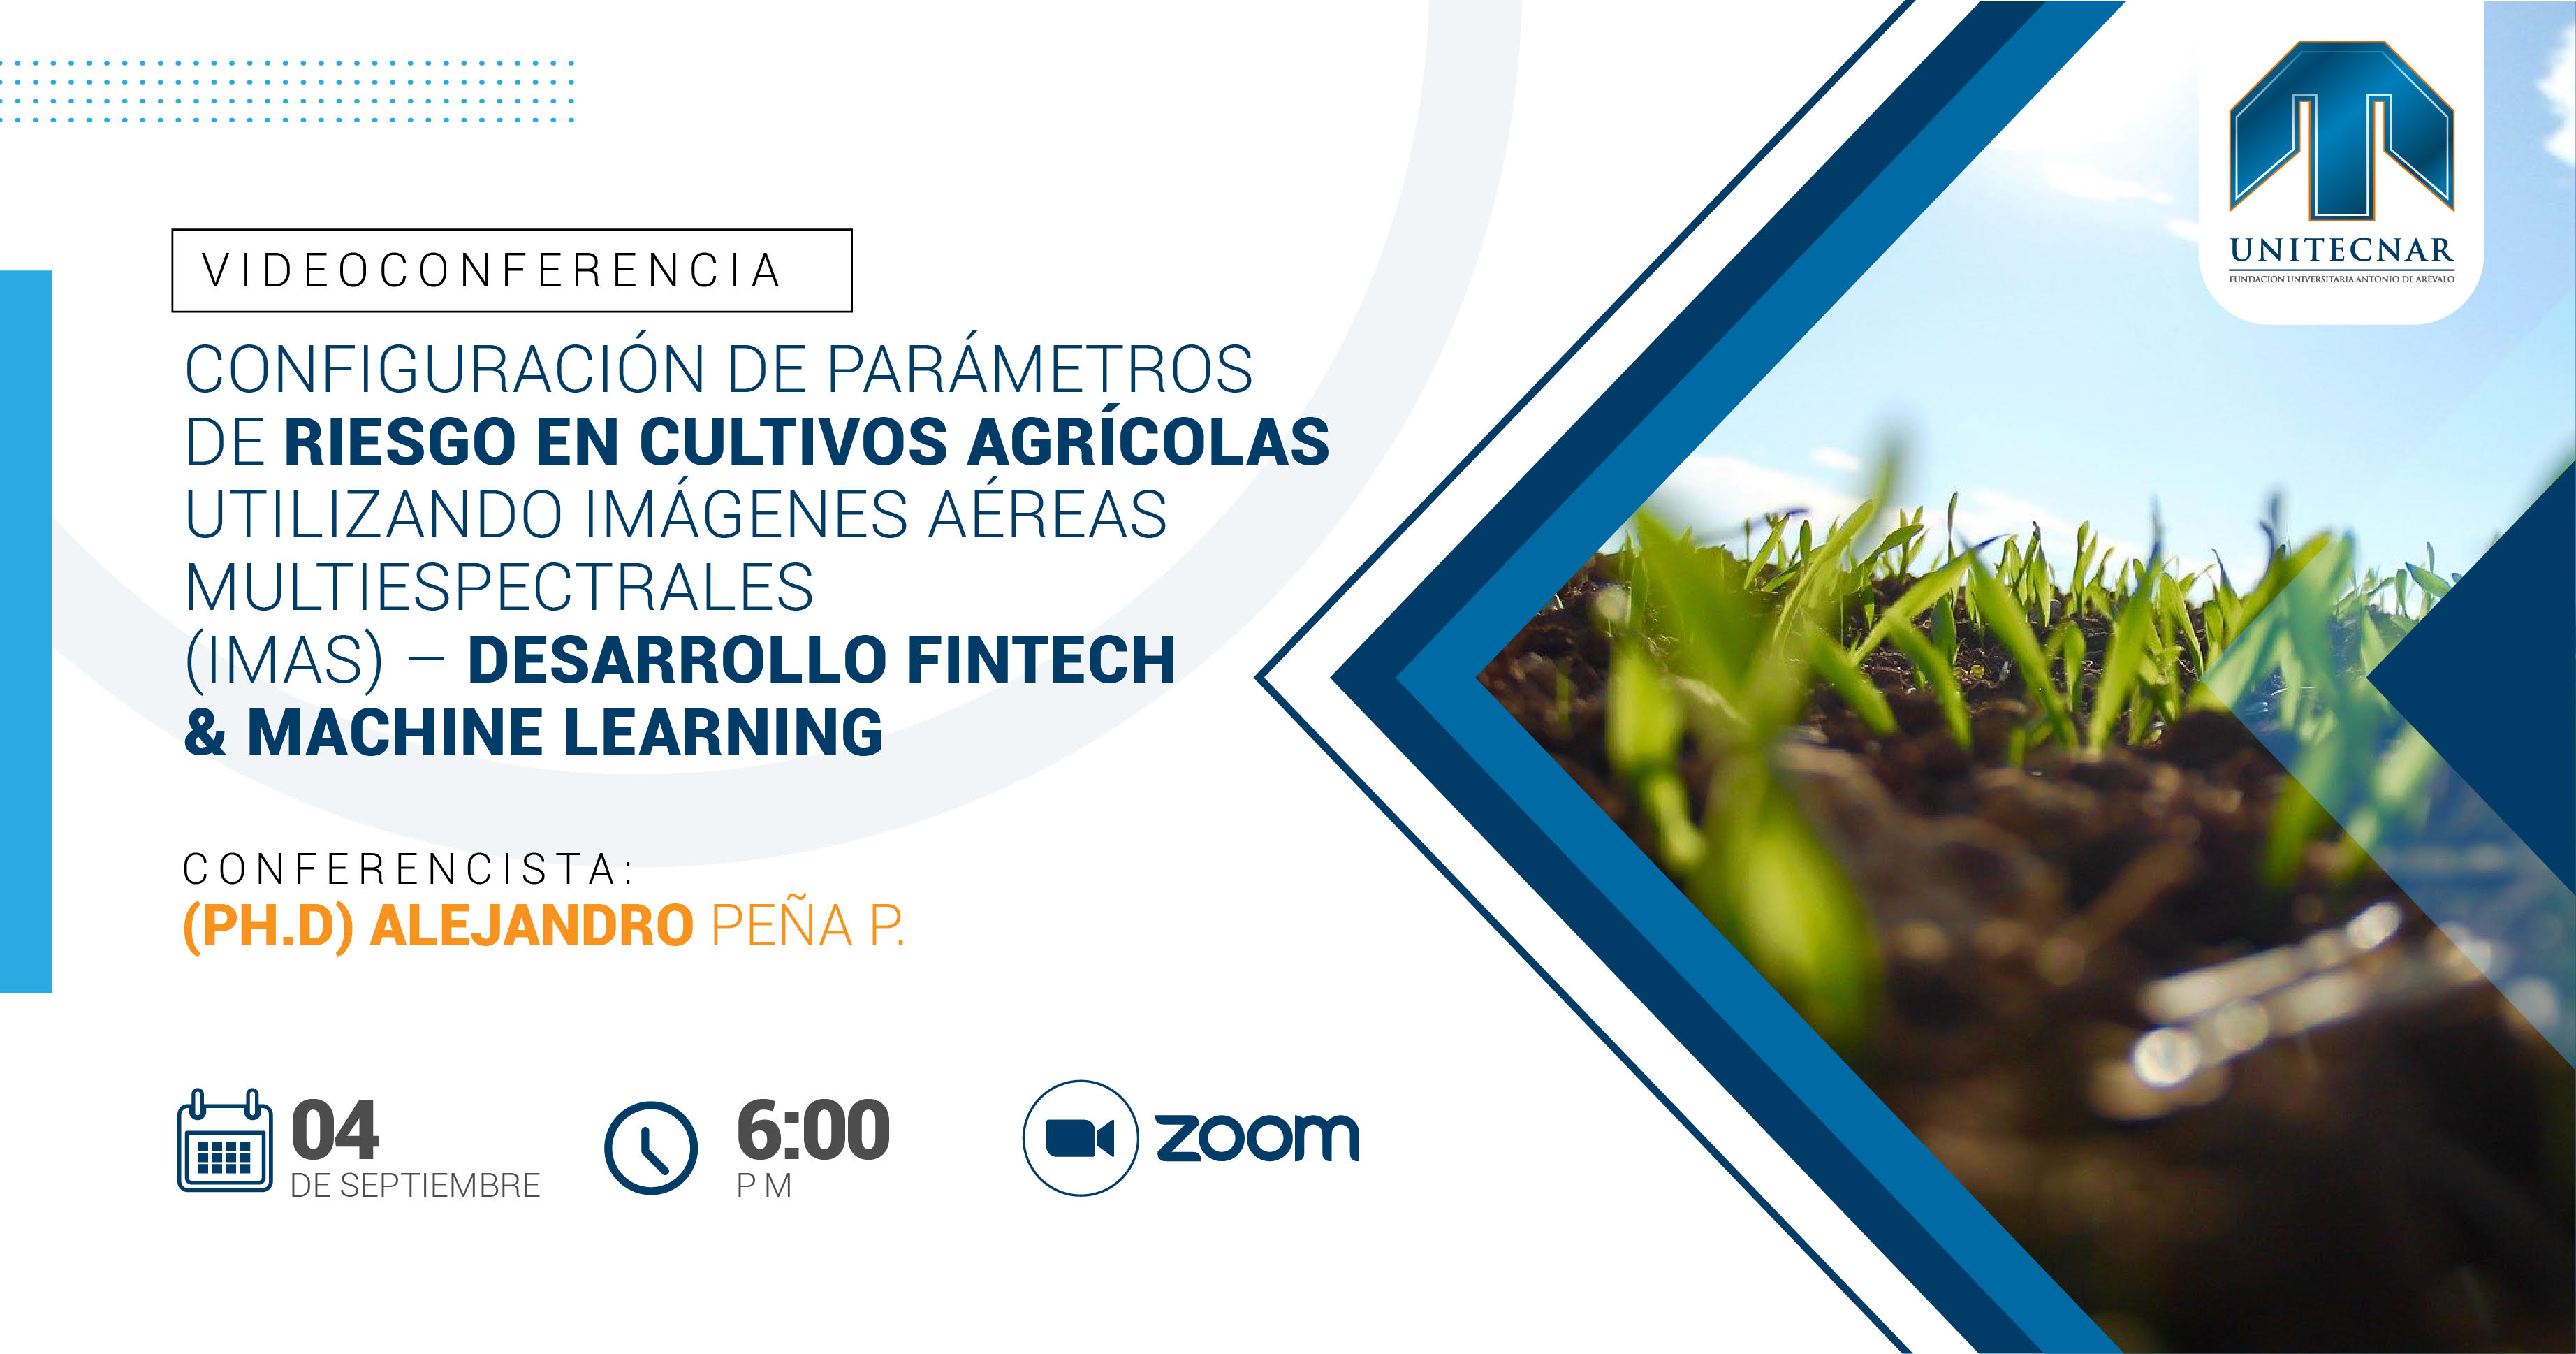 VIDEOCONFERENCIA
CONFIGURACIÓN DE PARÁMETROS
DE RIESGO EN CULTIVOS AGRÍCOLAS
UTILIZANDO IMÁGENES AÉREAS
MULTIESPECTRALES
(IMAS) – DESARROLLO FINTECH
& MACHINE LEARNING
CONFERENCISTA:
(PH.D) ALEJANDRO PEÑA P.
04
DE SEPTIEMBRE
6:00
PM
zoom
UNITECNAR
FUNDACIÓN UNIVERSITARIA ANTONIO DE ARÉVALO